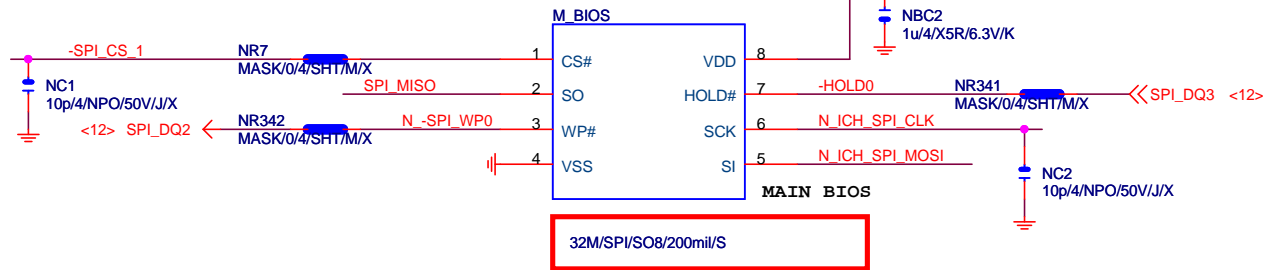 M_BIOS
NBC2
1u/4/X5R/6.3V/K
-SPI_CS_1
NR7
MASK/0/4/SHT/M/X
1
CS#
VDD
8
NC1
10p/4/NPO/50V/J/X
SPI_MISO
2
SO
HOLD#
7
-HOLD0
NR341
MASK/0/4/SHT/M/X
SPI_DQ3 <12>
<12> SPI_DQ2
NR342
MASK/0/4/SHT/M/X
N_-SPI_WP0
3
WP#
SCK
6
N_ICH_SPI_CLK
4
VSS
SI
5
N_ICH_SPI_MOSI
NC2
10p/4/NPO/50V/J/X
MAIN BIOS
32M/SPI/SO8/200mil/S